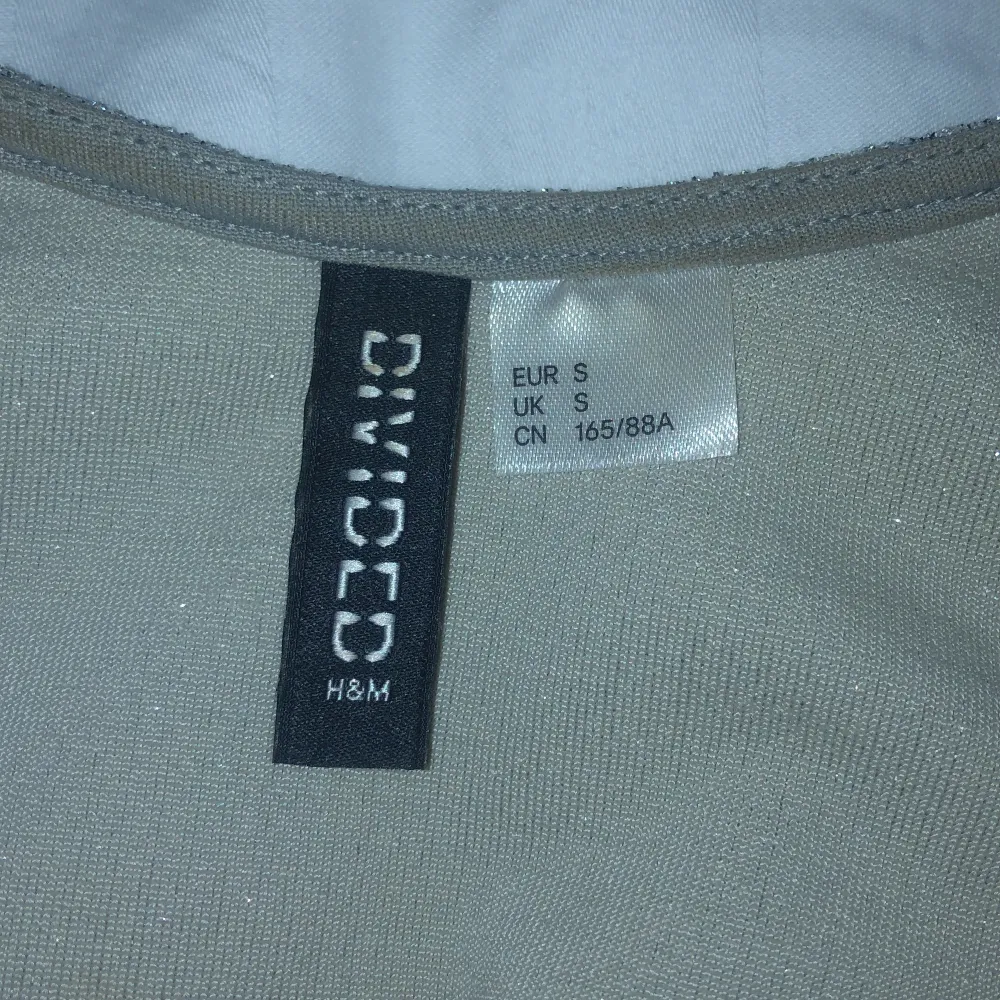 DIVIDED
H&M
EUR S
UK S
CN 165/88A